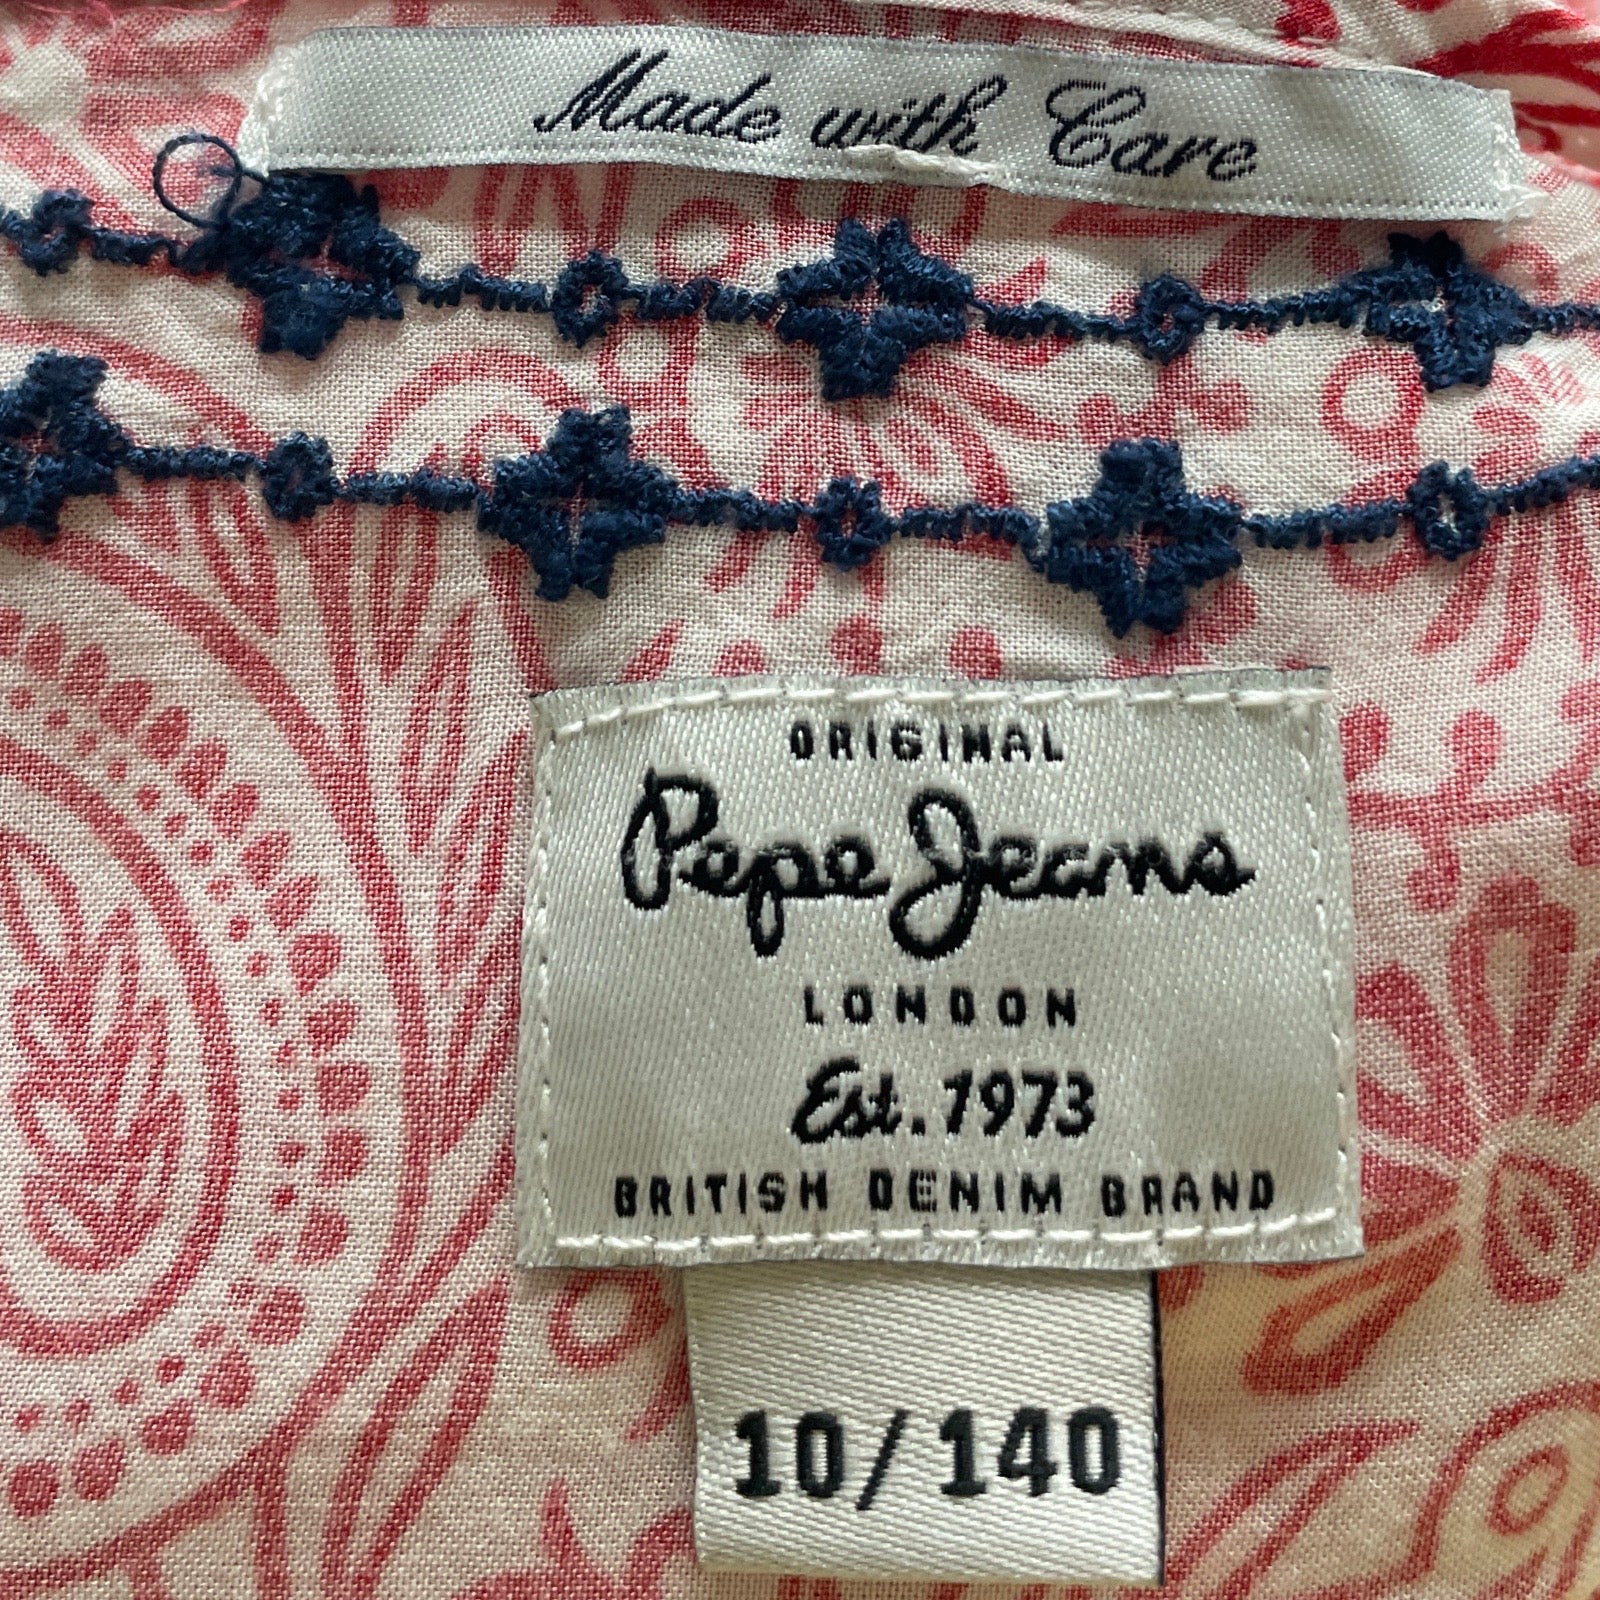 Made with Care
ORIGINAL
Pepe Jeans
LONDON
Est. 1973
BRITISH DENIM BRAND
10/140